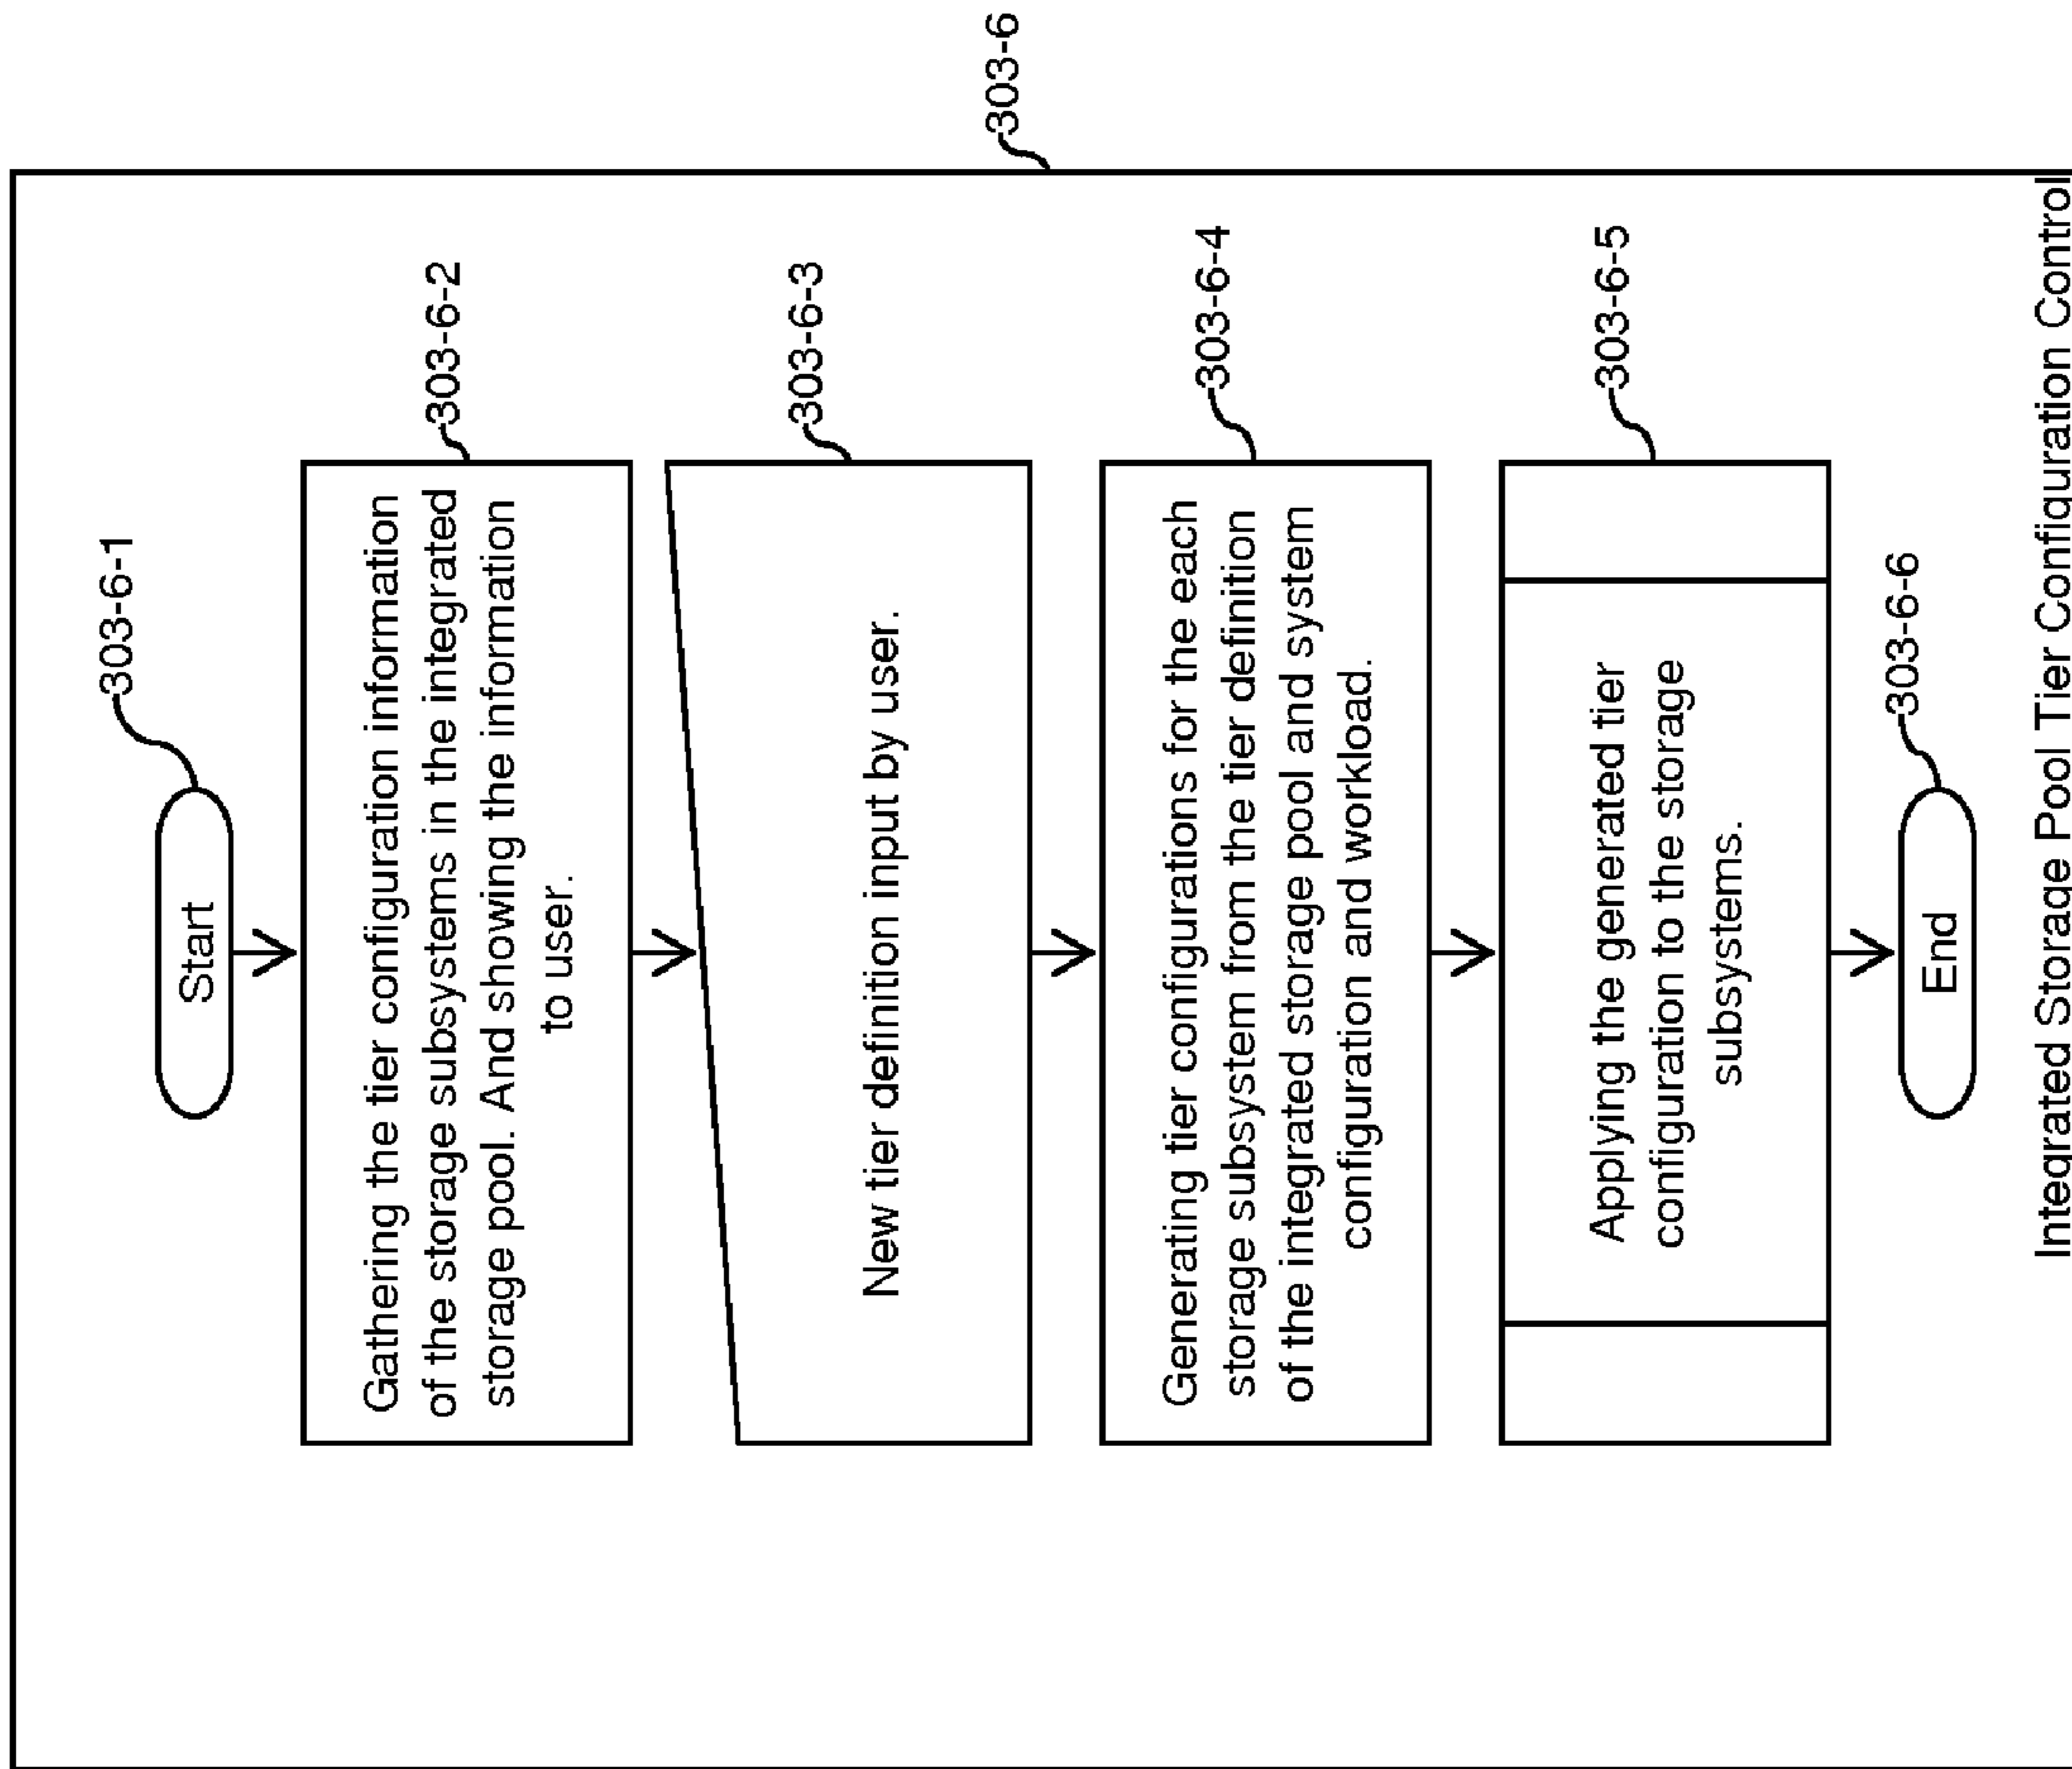 303-6
303-6-1
Start
303-6-2
Gathering the tier configuration information
of the storage subsystems in the integrated
storage pool. And showing the information
to user.
303-6-3
New tier definition input by user.
303-6-4
Generating tier configurations for the each
storage subsystem from the tier definition
of the integrated storage pool and system
configuration and workload.
303-6-5
Applying the generated tier
configuration to the storage
subsystems.
303-6-6
End
Integrated Storage Pool Tier Configuration Control